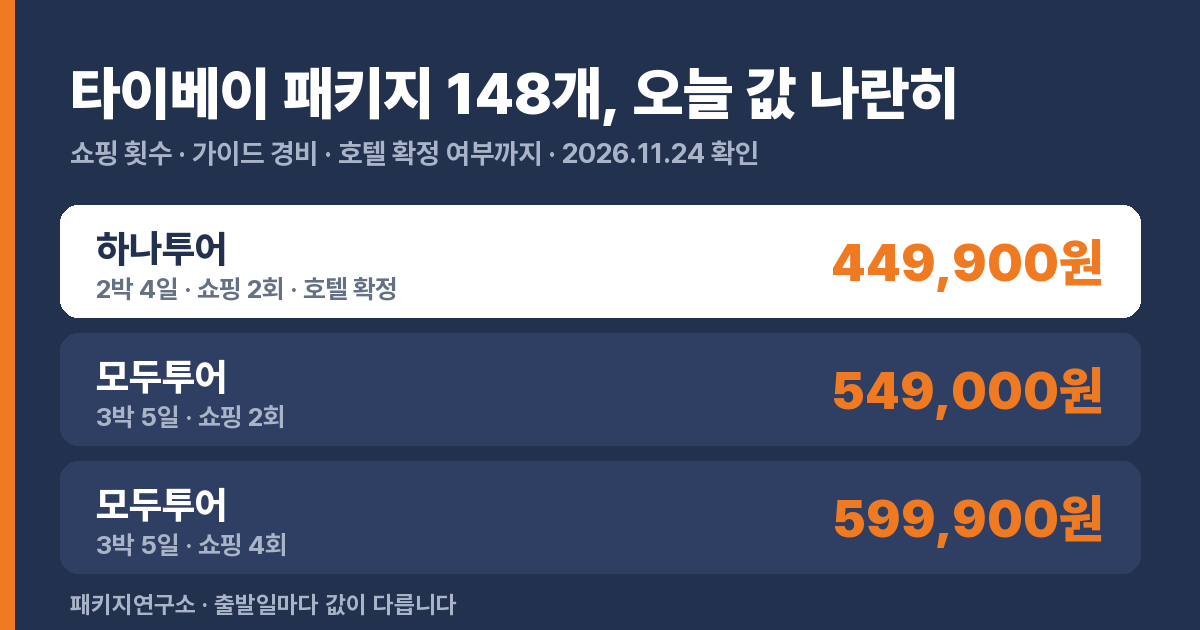 타이베이 패키지 148개, 오늘 값 나란히
쇼핑 횟수 · 가이드 경비 · 호텔 확정 여부까지 · 2026.11.24 확인
하나투어
449,900원
2박 4일 · 쇼핑 2회 · 호텔 확정
모두투어
549,000원
3박 5일 · 쇼핑 2회
모두투어
599,900원
3박 5일 · 쇼핑 4회
패키지연구소 · 출발일마다 값이 다릅니다